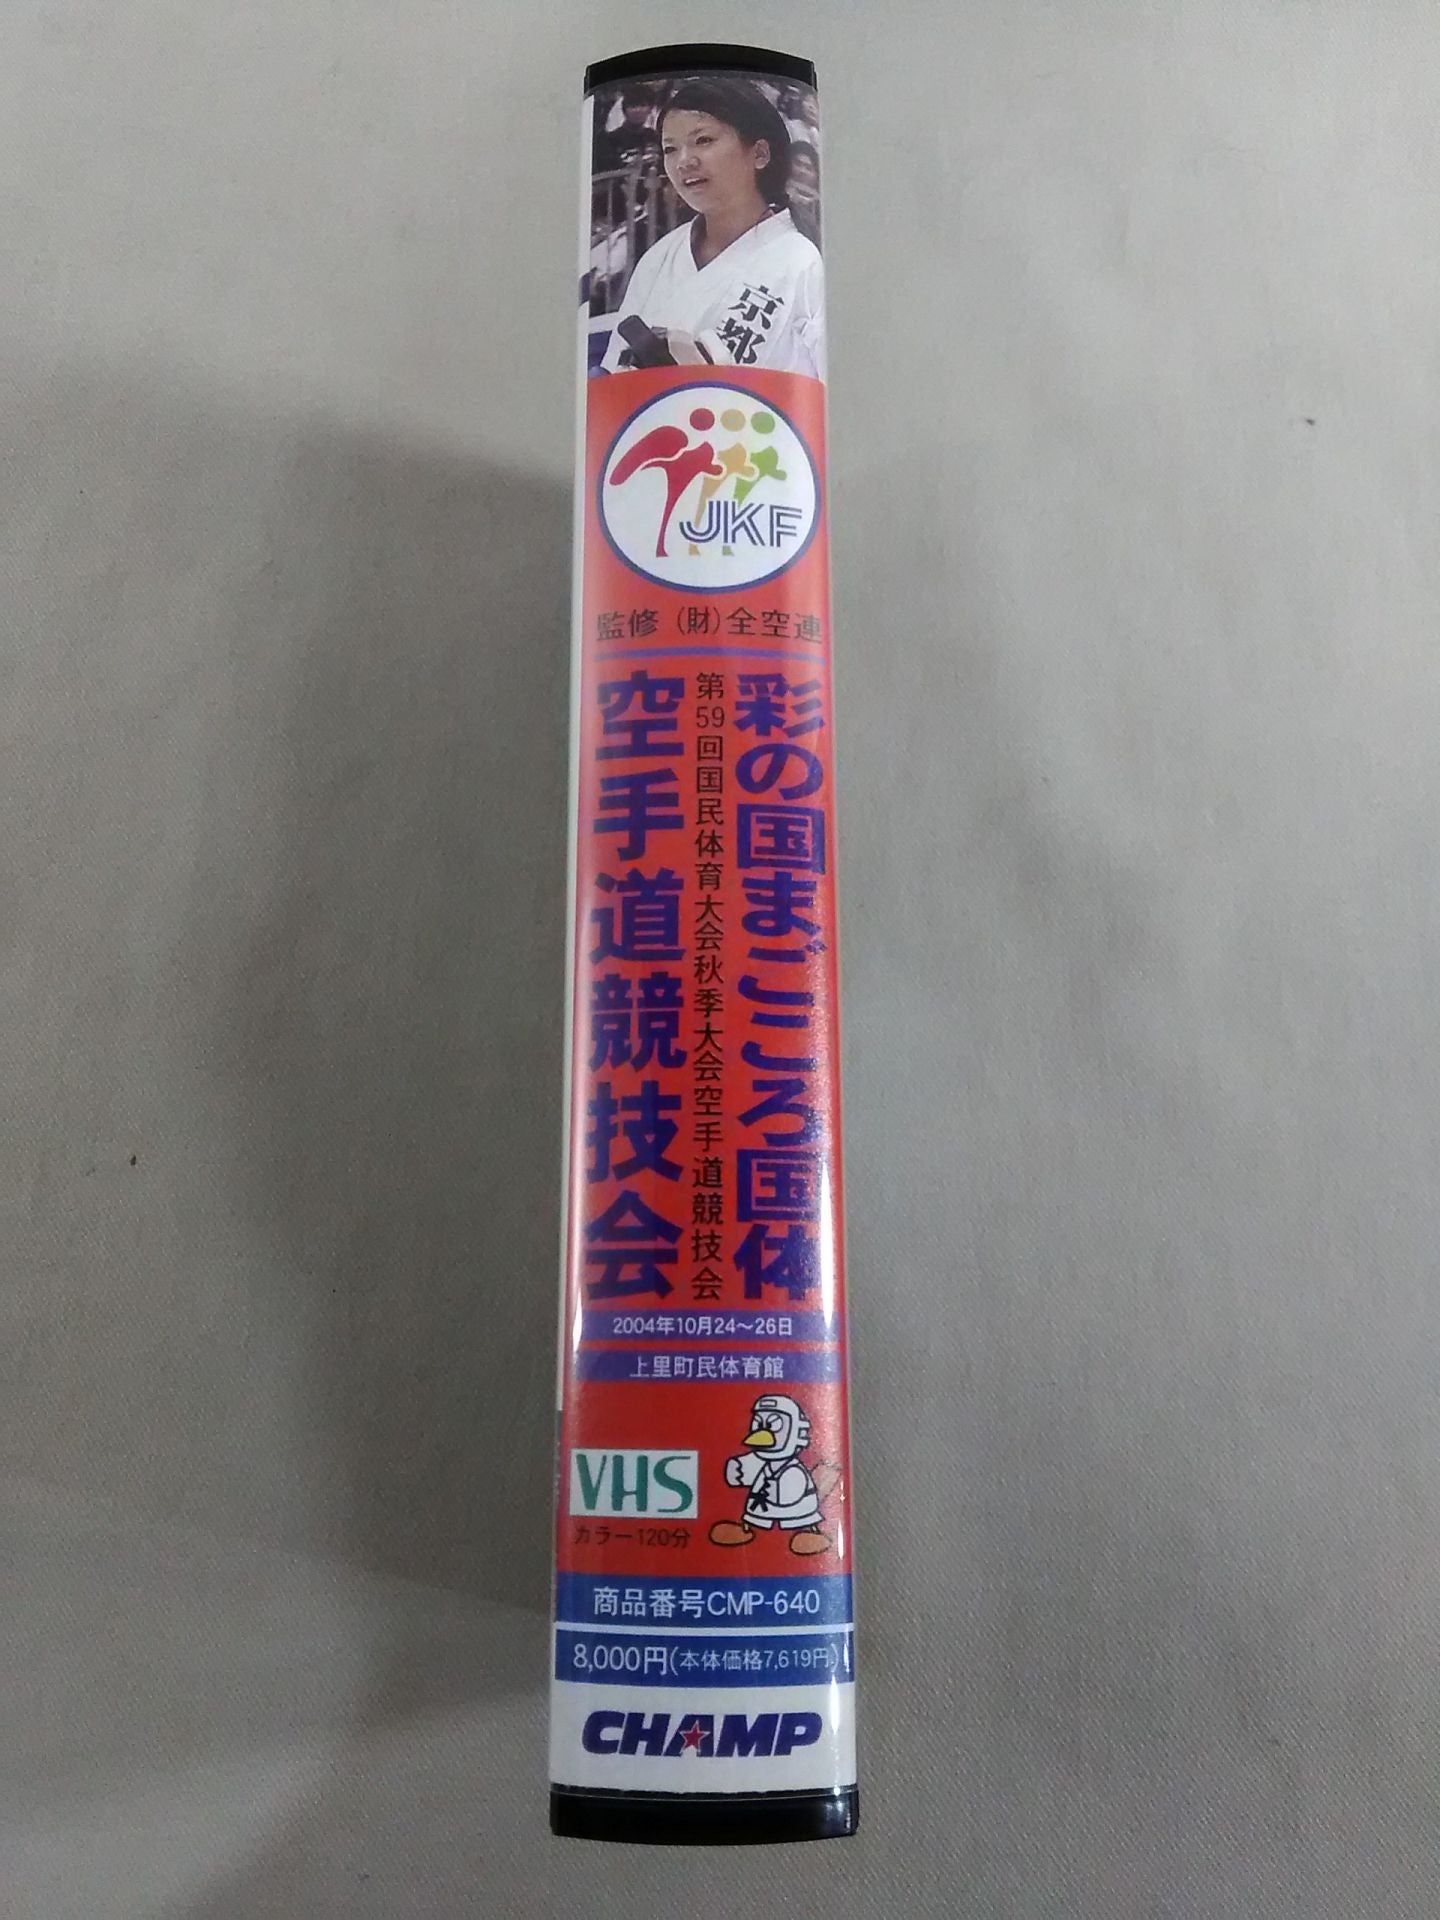 京都
JKF
監修(財)全空連
彩の国まごころ国体
第59回国民体育大会秋季大会空手道競技会
空手道競技会
2004年10月24〜26日
上里町民体育館
VHS
カラー120分
商品番号CMP-640
8,000円(本体価格7,619円)
CHAMP